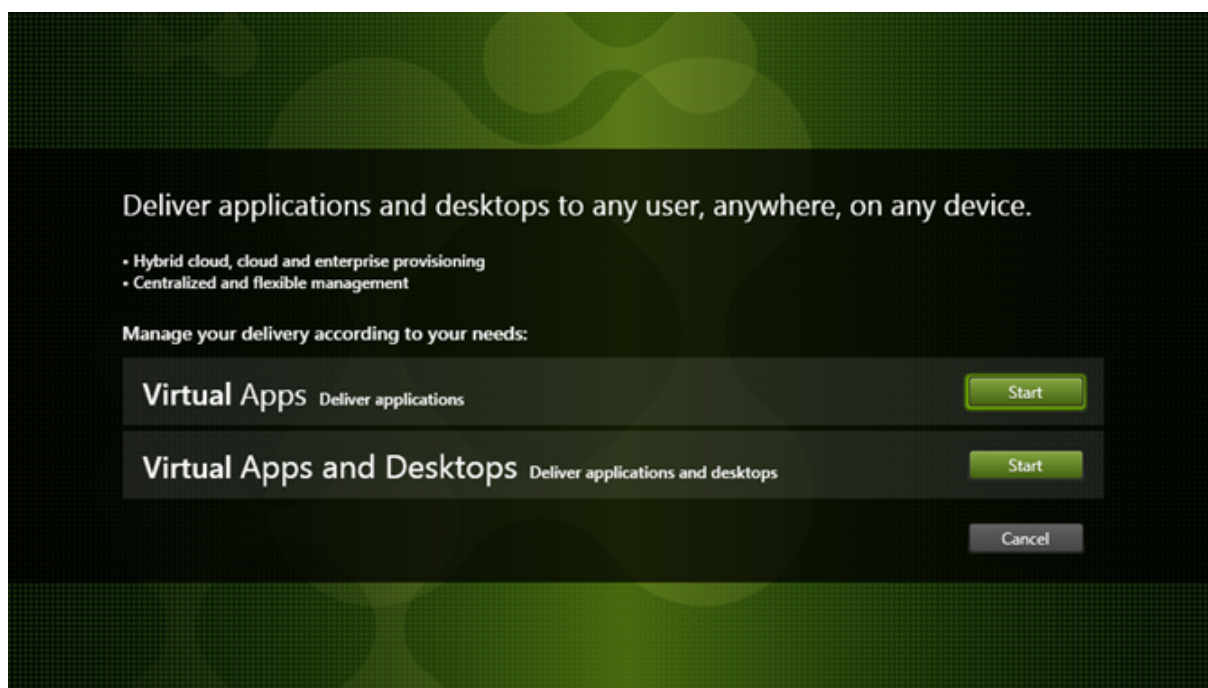 Deliver applications and desktops to any user, anywhere, on any device.
• Hybrid cloud, cloud and enterprise provisioning
• Centralized and flexible management
Manage your delivery according to your needs:
Virtual Apps Deliver applications
Start
Virtual Apps and Desktops Deliver applications and desktops
Start
Cancel